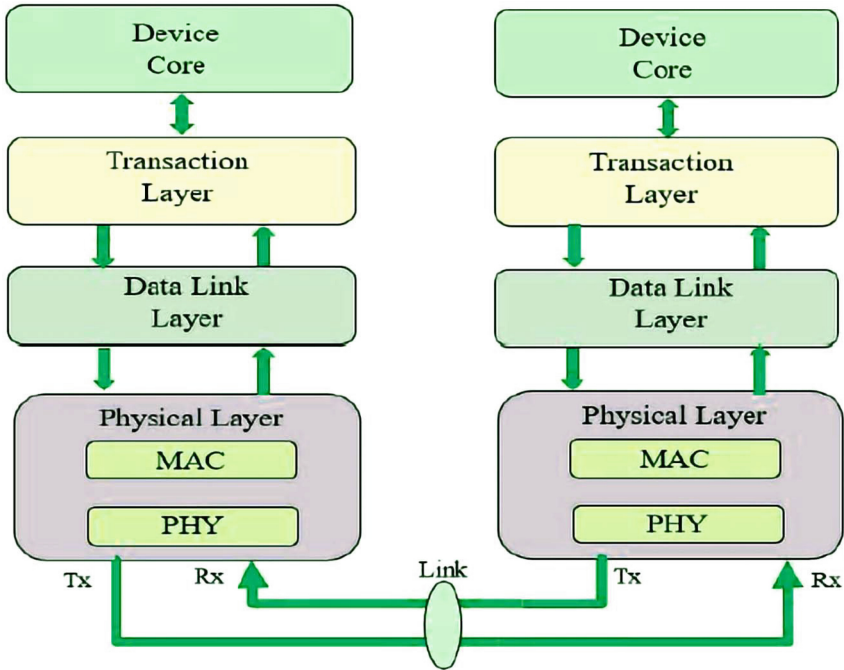 Device
Core
Transaction
Layer
Data Link
Layer
Physical Layer
MAC
PHY
Tx
Rx
Device
Core
Transaction
Layer
Data Link
Layer
Physical Layer
MAC
PHY
Tx
Rx
Link